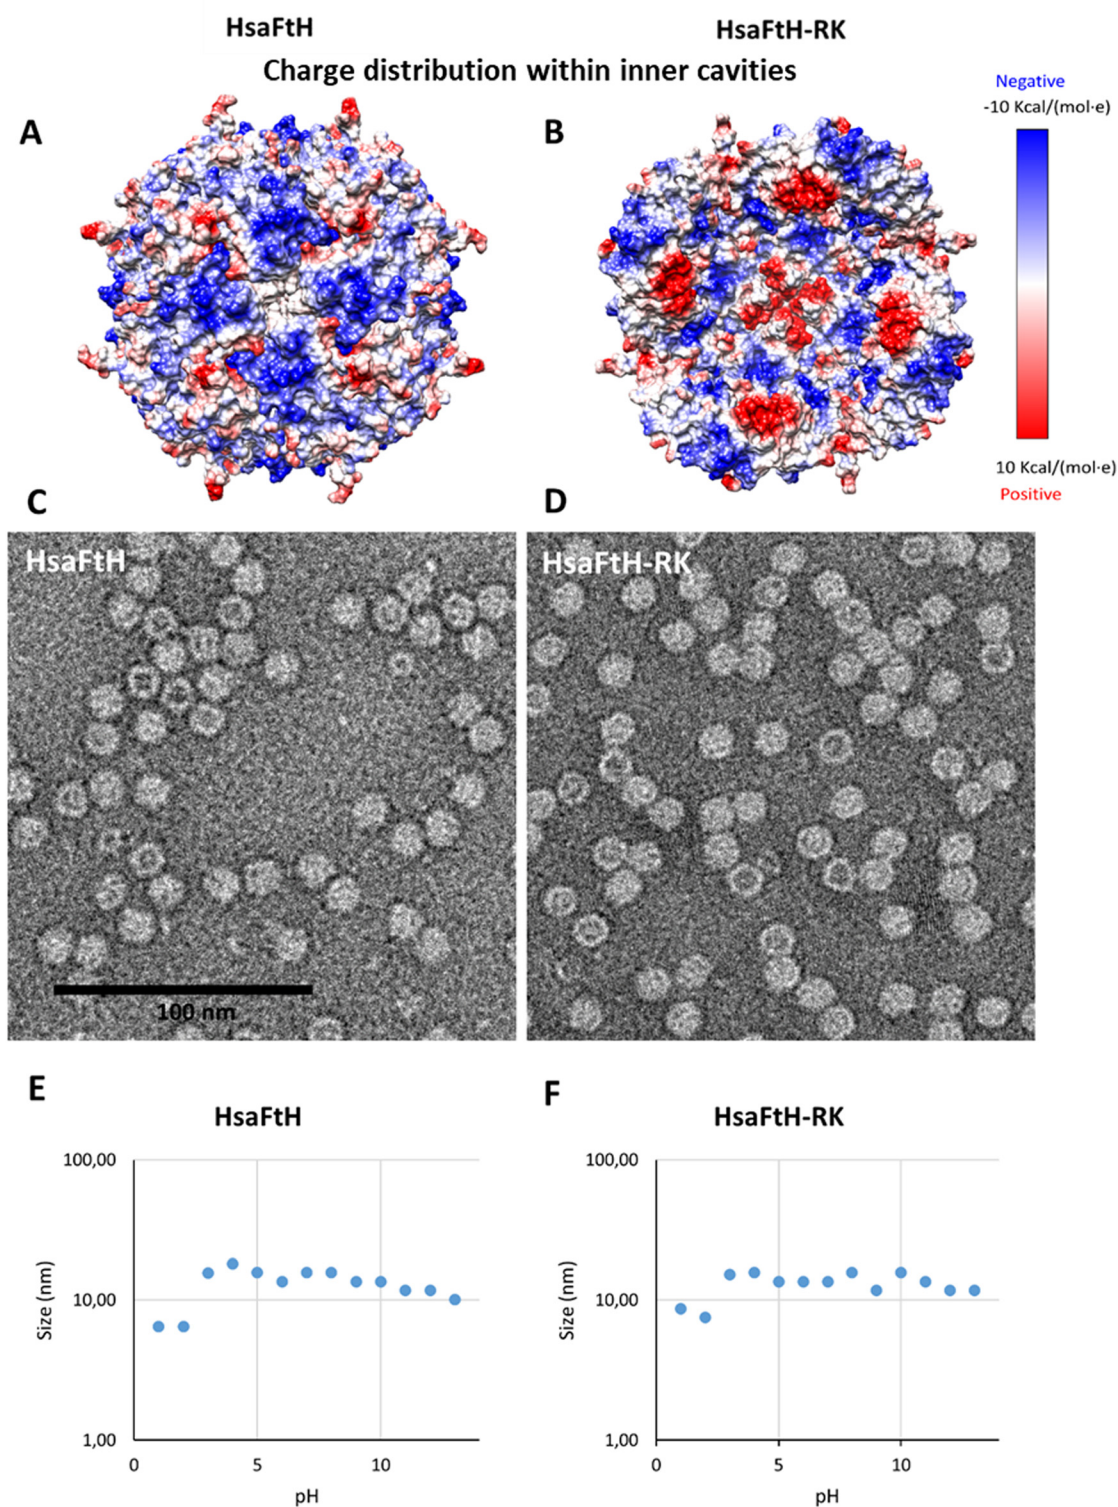 HsaFtH
HsaFtH-RK
Charge distribution within inner cavities
A
B
Negative
-10 Kcal/(mol·e)
10 Kcal/(mol·e)
Positive
C
D
HsaFtH
HsaFtH-RK
100 nm
E
F
HsaFtH
HsaFtH-RK
100,00
10,00
1,00
Size (nm)
0
5
10
pH
100,00
10,00
1,00
Size (nm)
0
5
10
pH